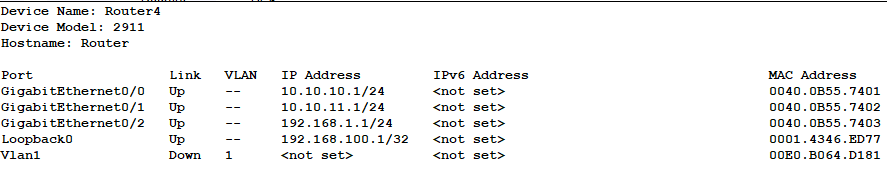 Device Name: Router4
Device Model: 2911
Hostname: Router
Port Link VLAN IP Address IPv6 Address MAC Address
GigabitEthernet0/0 Up -- 10.10.10.1/24 <not set> 0040.0B55.7401
GigabitEthernet0/1 Up -- 10.10.11.1/24 <not set> 0040.0B55.7402
GigabitEthernet0/2 Up -- 192.168.1.1/24 <not set> 0040.0B55.7403
Loopback0 Up -- 192.168.100.1/32 <not set> 0001.4346.ED77
Vlan1 Down 1 <not set> <not set> 00E0.B064.D181